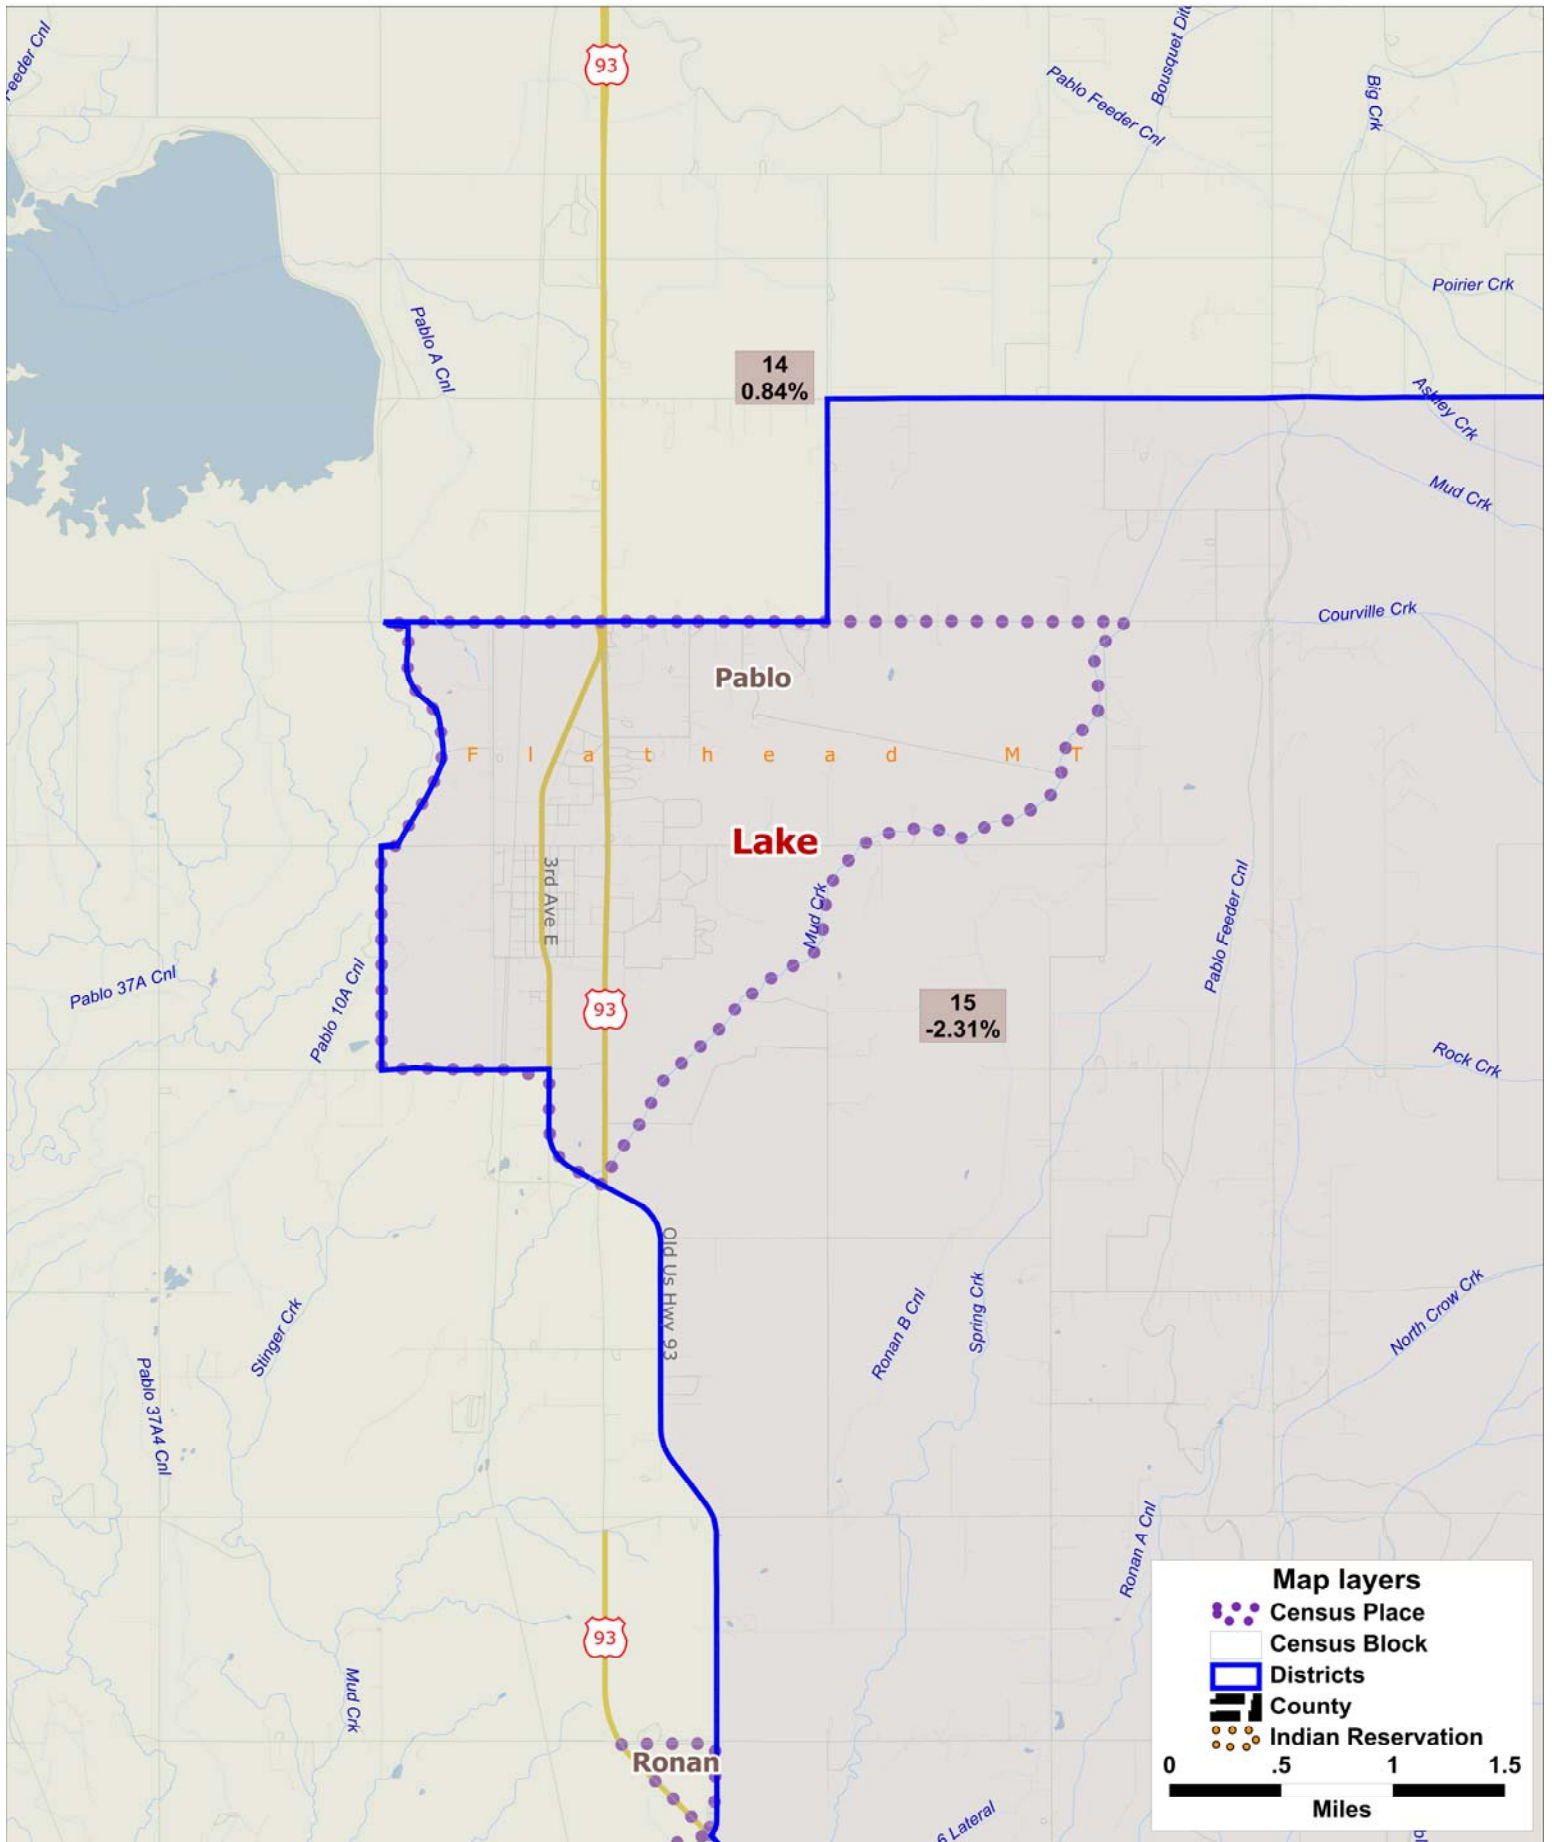 Feeder Cnl
93
Bousquet Ditc
Pablo Feeder Cnl
Big Crk
Poirier Crk
Pablo A Cnl
14
0.84%
Ashley Crk
Mud Crk
Courville Crk
Pablo
F l a t h e a d M T
Lake
3rd Ave E
Mud Crk
Pablo Feeder Cnl
Pablo 37A Cnl
Pablo 10A Cnl
93
15
-2.31%
Rock Crk
Old Us Hwy 93
Ronan B Cnl
Spring Crk
North Crow Crk
Stinger Crk
Pablo 37A4 Cnl
Ronan A Cnl
93
Mud Crk
Ronan
6 Lateral
Map layers
Census Place
Census Block
Districts
County
Indian Reservation
0 .5 1 1.5
Miles